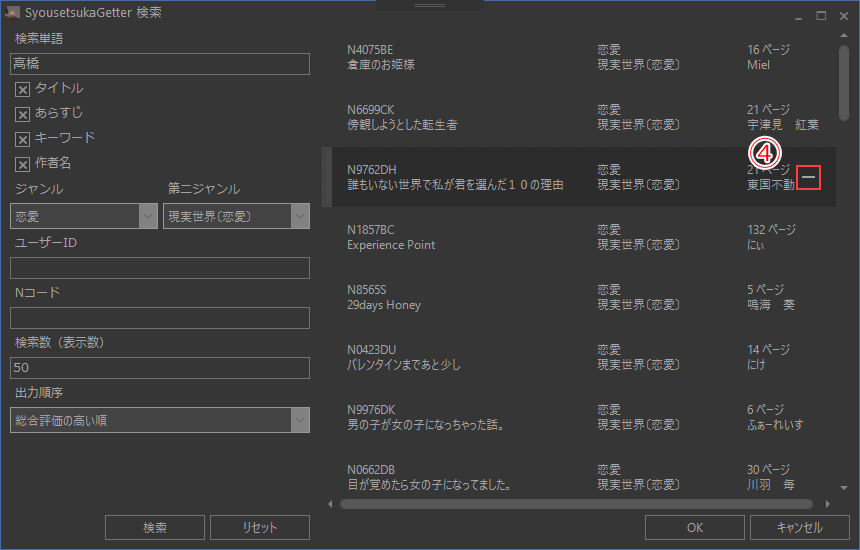 SyousetsukaGetter 検索
検索単語
高橋
タイトル
あらすじ
キーワード
作者名
ジャンル 第二ジャンル
恋愛 現実世界〔恋愛〕
ユーザーID
Nコード
検索数（表示数）
50
出力順序
総合評価の高い順
検索 リセット
N4075BE 恋愛 16 ページ
倉庫のお姫様 現実世界〔恋愛〕 Miel
N6699CK 恋愛 21 ページ
傍観しようとした転生者 現実世界〔恋愛〕 宇津見　紅葉
④
N9762DH 恋愛 21 ページ
誰もいない世界で私が君を選んだ１０の理由 現実世界〔恋愛〕 東国不動
N1857BC 恋愛 132 ページ
Experience Point 現実世界〔恋愛〕 にぃ
N8565S 恋愛 5 ページ
29days Honey 現実世界〔恋愛〕 鳴海　葵
N0423DU 恋愛 14 ページ
バレンタインまであと少し 現実世界〔恋愛〕 にけ
N9976DK 恋愛 6 ページ
男の子が女の子になっちゃった話。 現実世界〔恋愛〕 ふぁーれいす
N0662DB 恋愛 30 ページ
目が覚めたら女の子になってました。 現実世界〔恋愛〕 川羽　毎
OK キャンセル